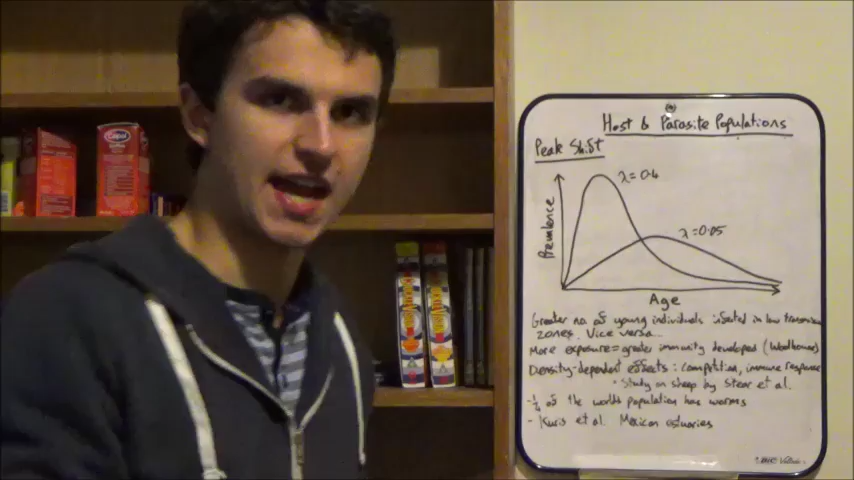 Host & Parasite Populations
Peak Shift
λ=0.6
λ=0.05
Prevalence
Age
Greater no of young individuals infected in low transmission
zones. Vice versa...
More exposure = greater immunity developed (Woolhouse)
Density-dependent effects: competition, immune response
• Study on sheep by Stear et al.
- ¼ of the worlds population has worms
- Kuris et al. Mexican estuaries